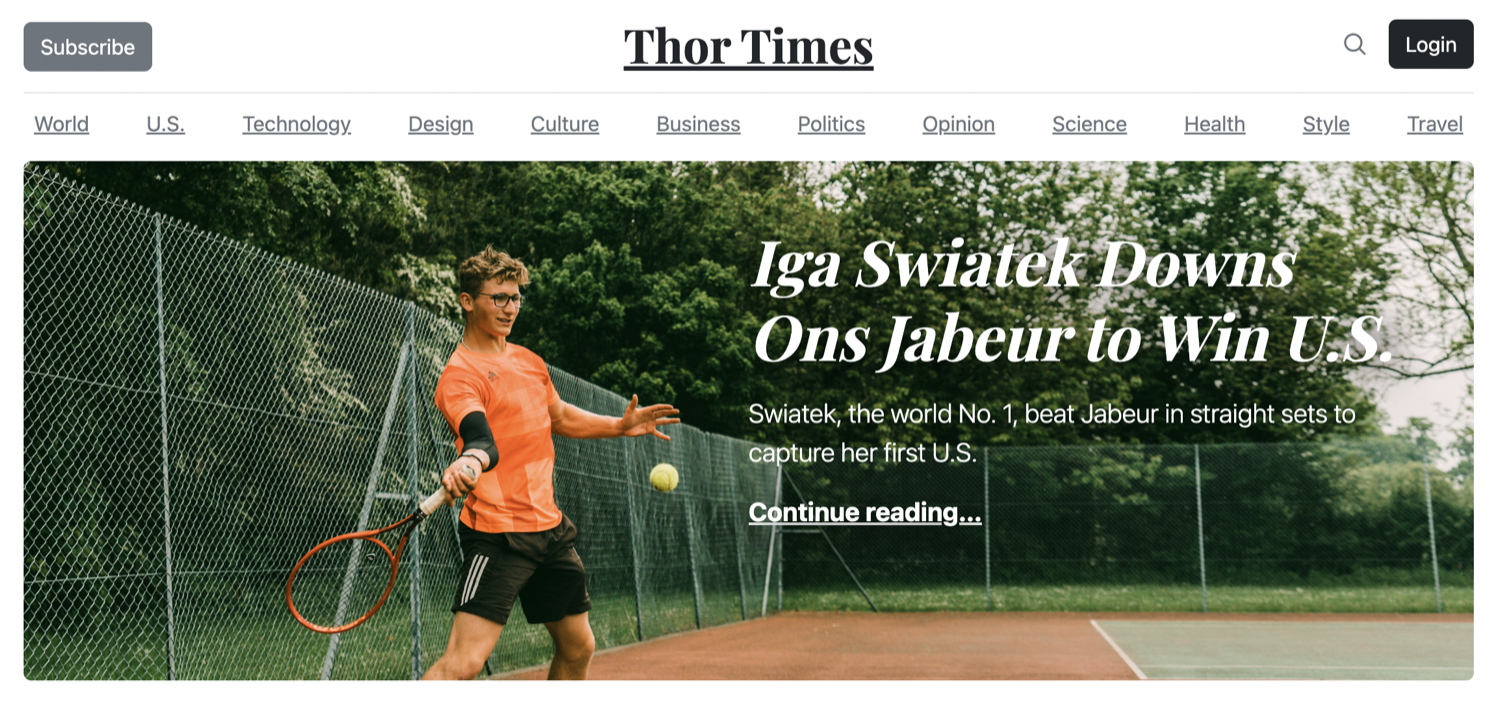 Subscribe
Thor Times
Login
World U.S. Technology Design Culture Business Politics Opinion Science Health Style Travel
Iga Swiatek Downs
Ons Jabeur to Win U.S.
Swiatek, the world No. 1, beat Jabeur in straight sets to
capture her first U.S.
Continue reading...